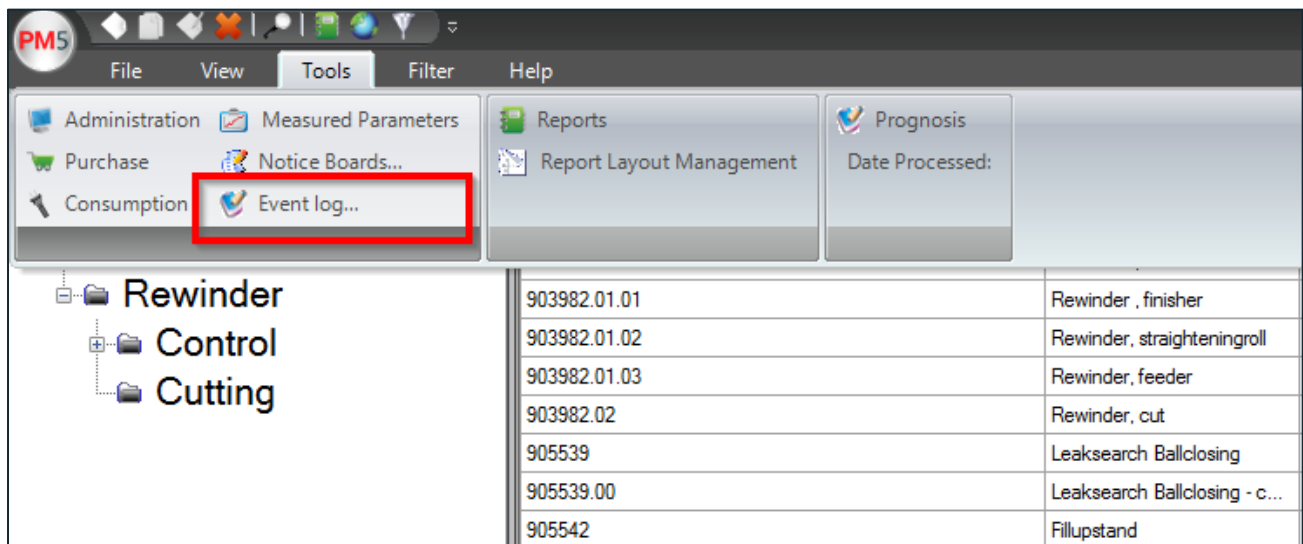 PM5
File View Tools Filter Help
Administration Measured Parameters Reports Prognosis
Purchase Notice Boards... Report Layout Management Date Processed:
Consumption Event log...
Rewinder 903982.01.01 Rewinder , finisher
Control 903982.01.02 Rewinder, straighteningroll
903982.01.03 Rewinder, feeder
Cutting 903982.02 Rewinder, cut
905539 Leaksearch Ballclosing
905539.00 Leaksearch Ballclosing - c...
905542 Fillupstand